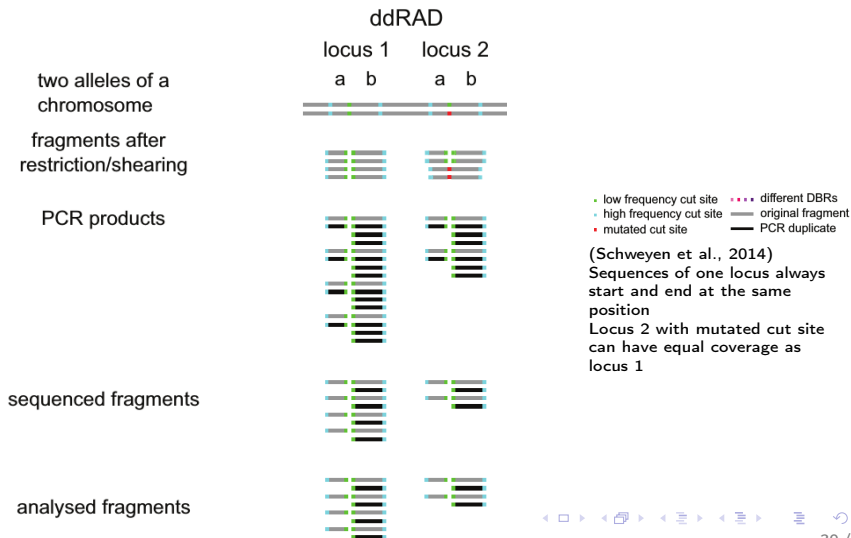 ddRAD
locus 1 locus 2
a b a b
two alleles of a
chromosome
fragments after
restriction/shearing
PCR products
sequenced fragments
analysed fragments
low frequency cut site
high frequency cut site
mutated cut site
different DBRs
original fragment
PCR duplicate
(Schweyen et al., 2014)
Sequences of one locus always
start and end at the same
position
Locus 2 with mutated cut site
can have equal coverage as
locus 1